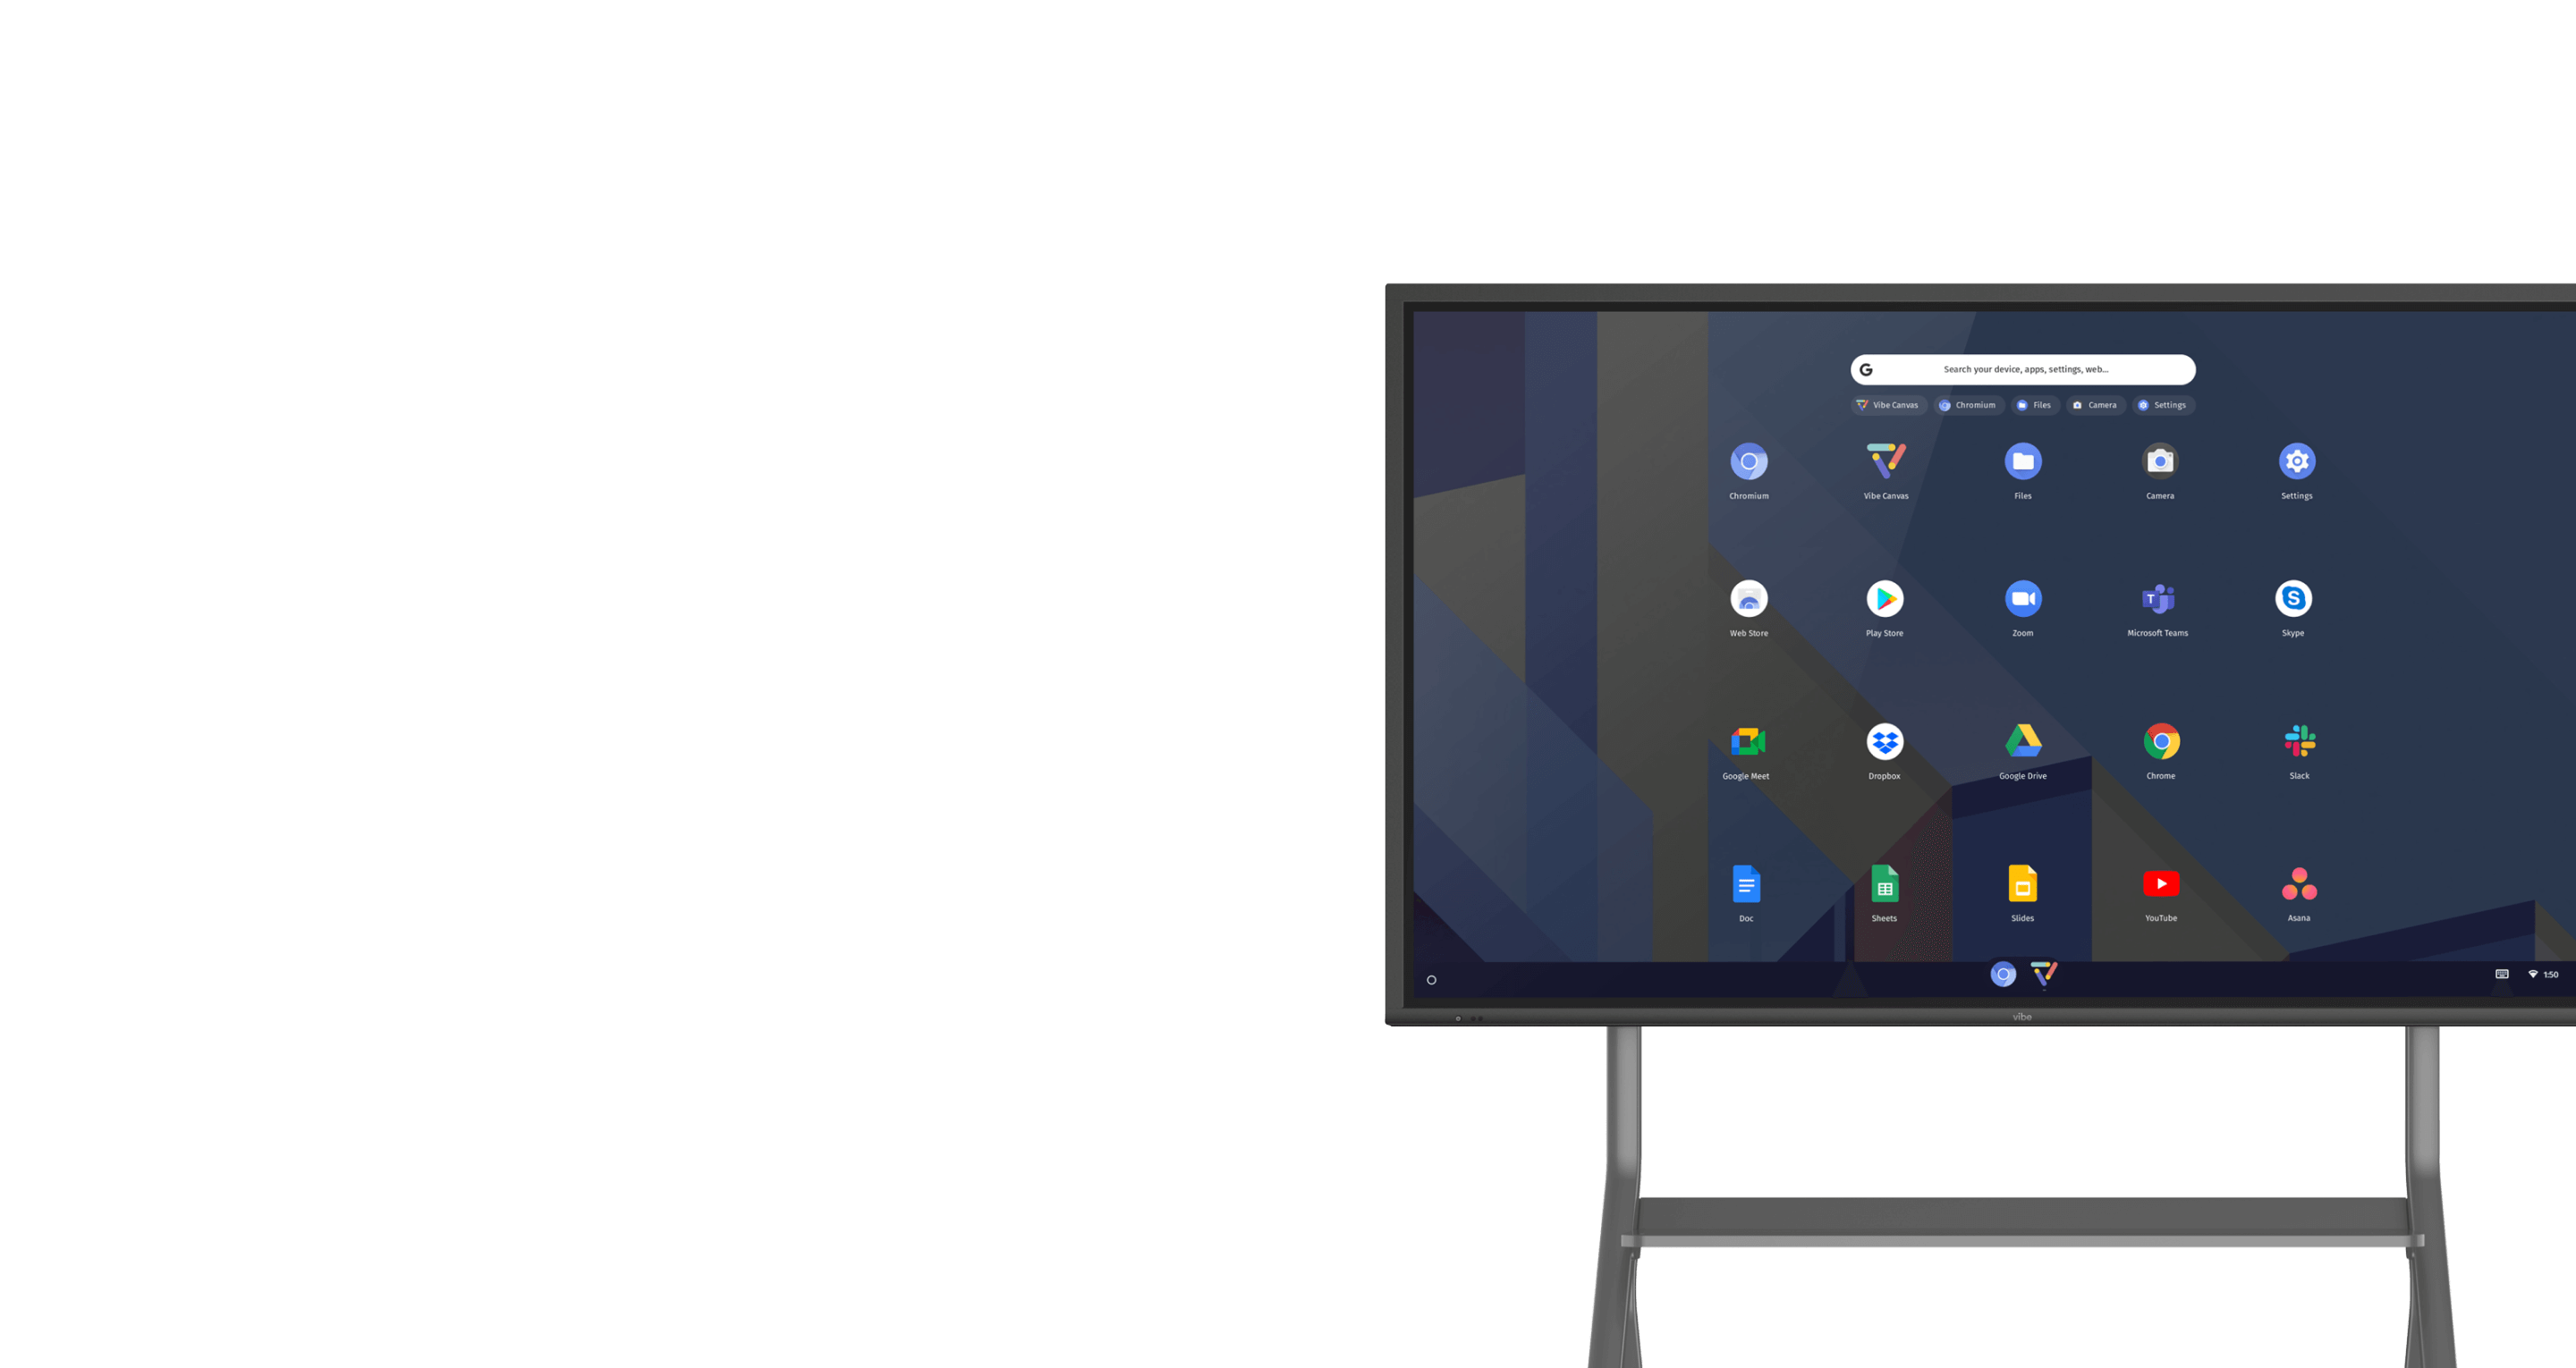 Search your device, apps, settings, web...
Vibe Canvas Chromium Files Camera Settings
Chromium Vibe Canvas Files Camera Settings
Web Store Play Store Zoom Microsoft Teams Skype
Google Meet Dropbox Google Drive Chrome Slack
Doc Sheets Slides YouTube Asana
1:50
vibe